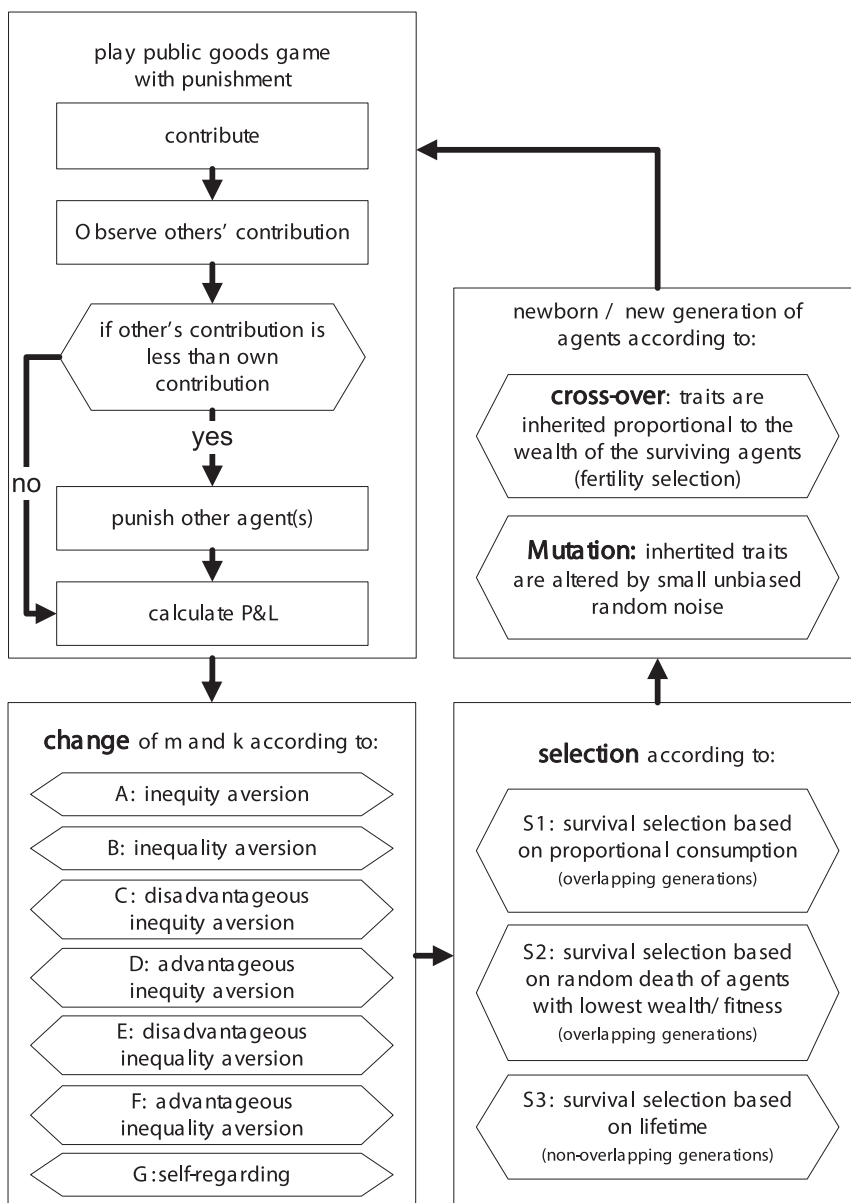 play public goods game
with punishment
contribute
Observe others' contribution
if other's contribution is
less than own
contribution
yes
no
punish other agent(s)
calculate P&L
change of m and k according to:
A: inequity aversion
B: inequality aversion
C: disadvantageous
inequity aversion
D: advantageous
inequity aversion
E: disadvantageous
inequality aversion
F: advantageous
inequality aversion
G:self-regarding
selection according to:
S1: survival selection based
on proportional consumption
(overlapping generations)
S2: survival selection based
on random death of agents
with lowest wealth/ fitness
(overlapping generations)
S3: survival selection based
on lifetime
(non-overlapping generations)
newborn / new generation of
agents according to:
cross-over: traits are
inherited proportional to the
wealth of the surviving agents
(fertility selection)
Mutation: inhertited traits
are altered by small unbiased
random noise